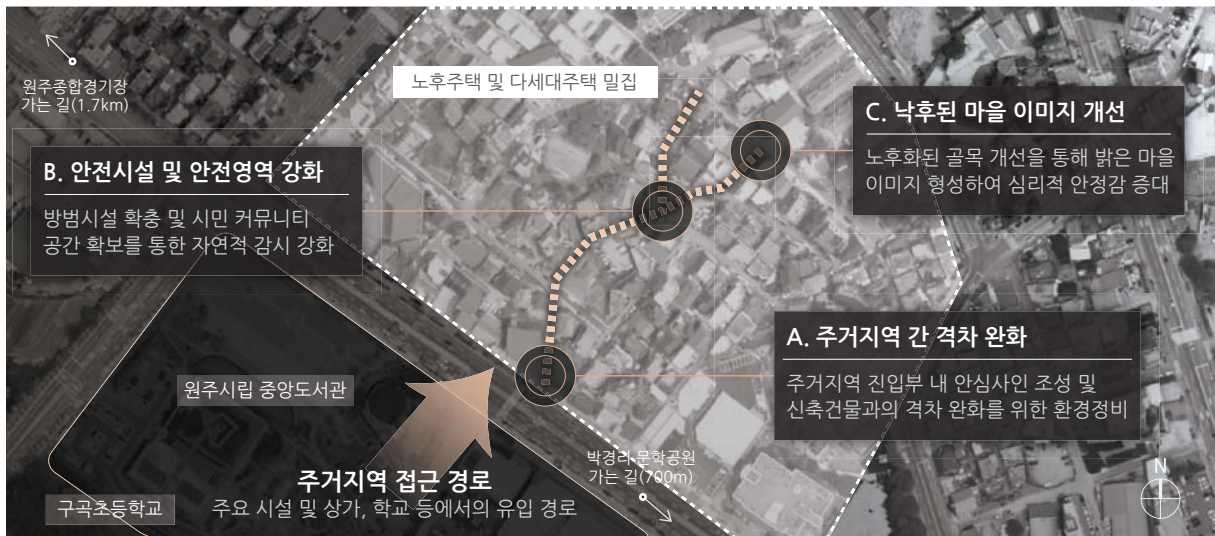 원주종합경기장
가는 길(1.7km)
노후주택 및 다세대주택 밀집
B. 안전시설 및 안전영역 강화
방범시설 확충 및 시민 커뮤니티
공간 확보를 통한 자연적 감시 강화
C. 낙후된 마을 이미지 개선
노후화된 골목 개선을 통해 밝은 마을
이미지 형성하여 심리적 안정감 증대
A. 주거지역 간 격차 완화
주거지역 진입부 내 안심사인 조성 및
신축건물과의 격차 완화를 위한 환경정비
원주시립 중앙도서관
박경리 문학공원
가는 길(700m)
주거지역 접근 경로
주요 시설 및 상가, 학교 등에서의 유입 경로
구곡초등학교
N